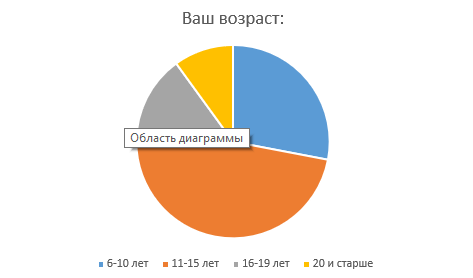 Ваш возраст:
Область диаграммы
6-10 лет 11-15 лет 16-19 лет 20 и старше